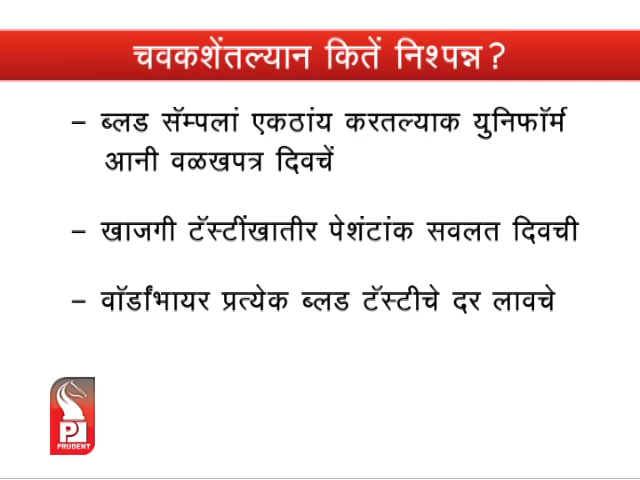 चवकशेंतल्यान कितें निश्पन्न?
– ब्लड सॅम्पलां एकठांय करतल्याक युनिफॉर्म
आनी वळखपत्र दिवचें
– खाजगी टॅस्टींखातीर पेशंटांक सवलत दिवची
– वॉर्डांभायर प्रत्येक ब्लड टॅस्टीचे दर लावचे
P
PRUDENT